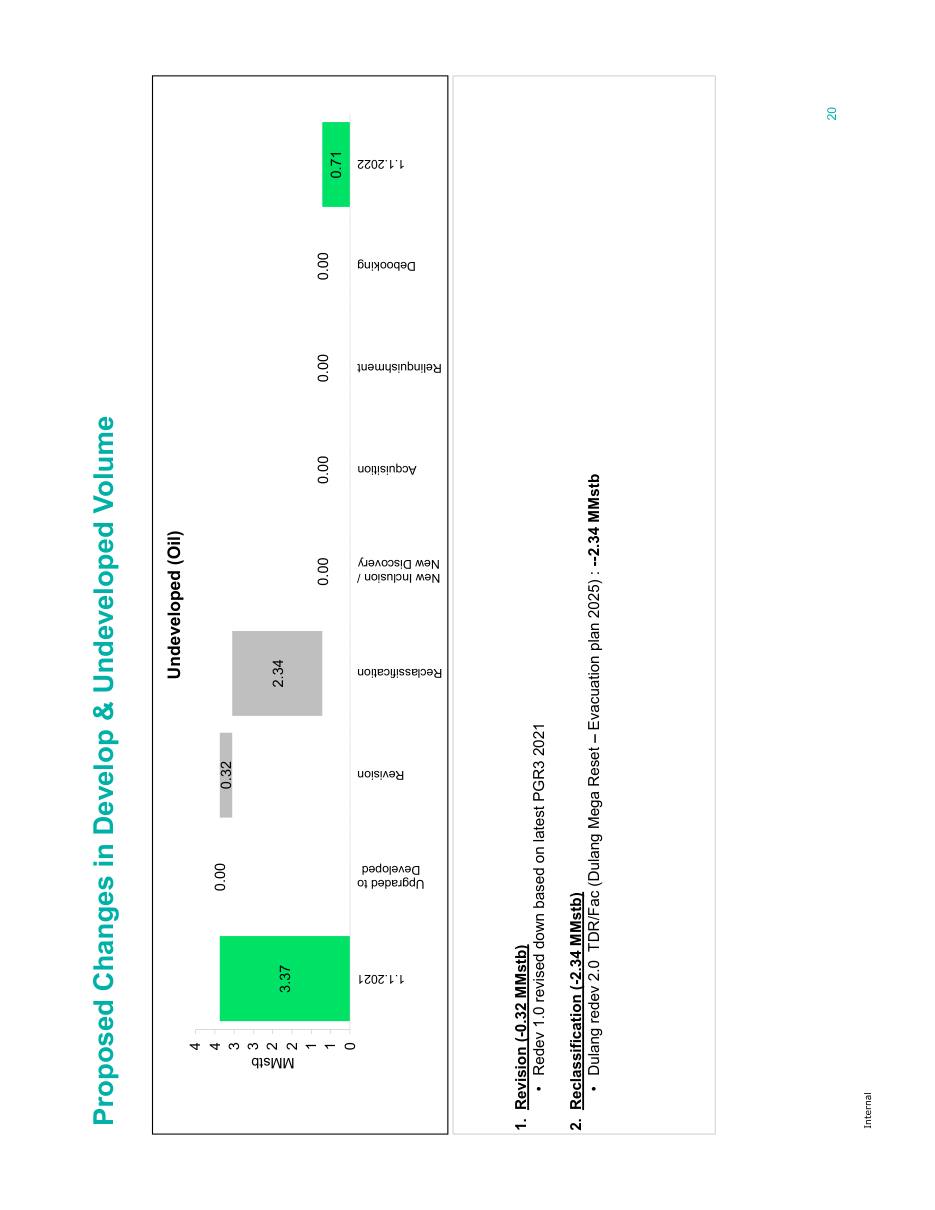 Proposed Changes in Develop & Undeveloped Volume
Undeveloped (Oil)
MMstb
4
4
3
3
2
2
1
1
0
3.37
0.00
0.32
2.34
0.00
0.00
0.00
0.00
0.71
1.1.2021
Upgraded to
Developed
Revision
Reclassification
New Inclusion /
New Discovery
Acquisition
Relinquishment
Debooking
1.1.2022
1. Revision (-0.32 MMstb)
• Redev 1.0 revised down based on latest PGR3 2021
2. Reclassification (-2.34 MMstb)
• Dulang redev 2.0 TDR/Fac (Dulang Mega Reset – Evacuation plan 2025) : --2.34 MMstb
20
Internal